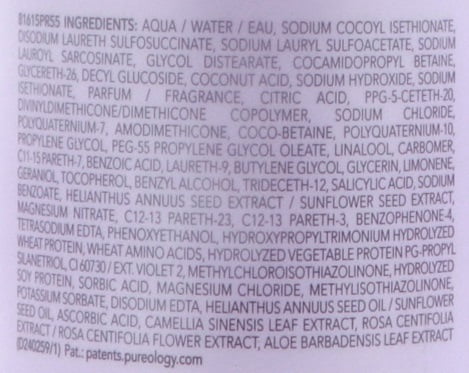 81615PR55 INGREDIENTS: AQUA / WATER / EAU, SODIUM COCOYL ISETHIONATE,
DISODIUM LAURETH SULFOSUCCINATE, SODIUM LAURYL SULFOACETATE, SODIUM
LAUROYL SARCOSINATE, GLYCOL DISTEARATE, COCAMIDOPROPYL BETAINE,
GLYCERETH-26, DECYL GLUCOSIDE, COCONUT ACID, SODIUM HYDROXIDE, SODIUM
ISETHIONATE, PARFUM / FRAGRANCE, CITRIC ACID, PPG-5-CETETH-20,
DIVINYLDIMETHICONE/DIMETHICONE COPOLYMER, SODIUM CHLORIDE,
POLYQUATERNIUM-7, AMODIMETHICONE, COCO-BETAINE, POLYQUATERNIUM-10,
PROPYLENE GLYCOL, PEG-55 PROPYLENE GLYCOL OLEATE, LINALOOL, CARBOMER,
C11-15 PARETH-7, BENZOIC ACID, LAURETH-9, BUTYLENE GLYCOL, GLYCERIN, LIMONENE,
GERANIOL, TOCOPHEROL, BENZYL ALCOHOL, TRIDECETH-12, SALICYLIC ACID, SODIUM
BENZOATE, HELIANTHUS ANNUUS SEED EXTRACT / SUNFLOWER SEED EXTRACT,
MAGNESIUM NITRATE, C12-13 PARETH-23, C12-13 PARETH-3, BENZOPHENONE-4,
TETRASODIUM EDTA, PHENOXYETHANOL, HYDROXYPROPYLTRIMONIUM HYDROLYZED
WHEAT PROTEIN, WHEAT AMINO ACIDS, HYDROLYZED VEGETABLE PROTEIN PG-PROPYL
SILANETRIOL, CI 60730 / EXT. VIOLET 2, METHYLCHLOROISOTHIAZOLINONE, HYDROLYZED
SOY PROTEIN, SORBIC ACID, MAGNESIUM CHLORIDE, METHYLISOTHIAZOLINONE,
POTASSIUM SORBATE, DISODIUM EDTA, HELIANTHUS ANNUUS SEED OIL / SUNFLOWER
SEED OIL, ASCORBIC ACID, CAMELLIA SINENSIS LEAF EXTRACT, ROSA CENTIFOLIA
EXTRACT / ROSA CENTIFOLIA FLOWER EXTRACT, ALOE BARBADENSIS LEAF EXTRACT
(D240259/1) Pat.: patents.pureology.com